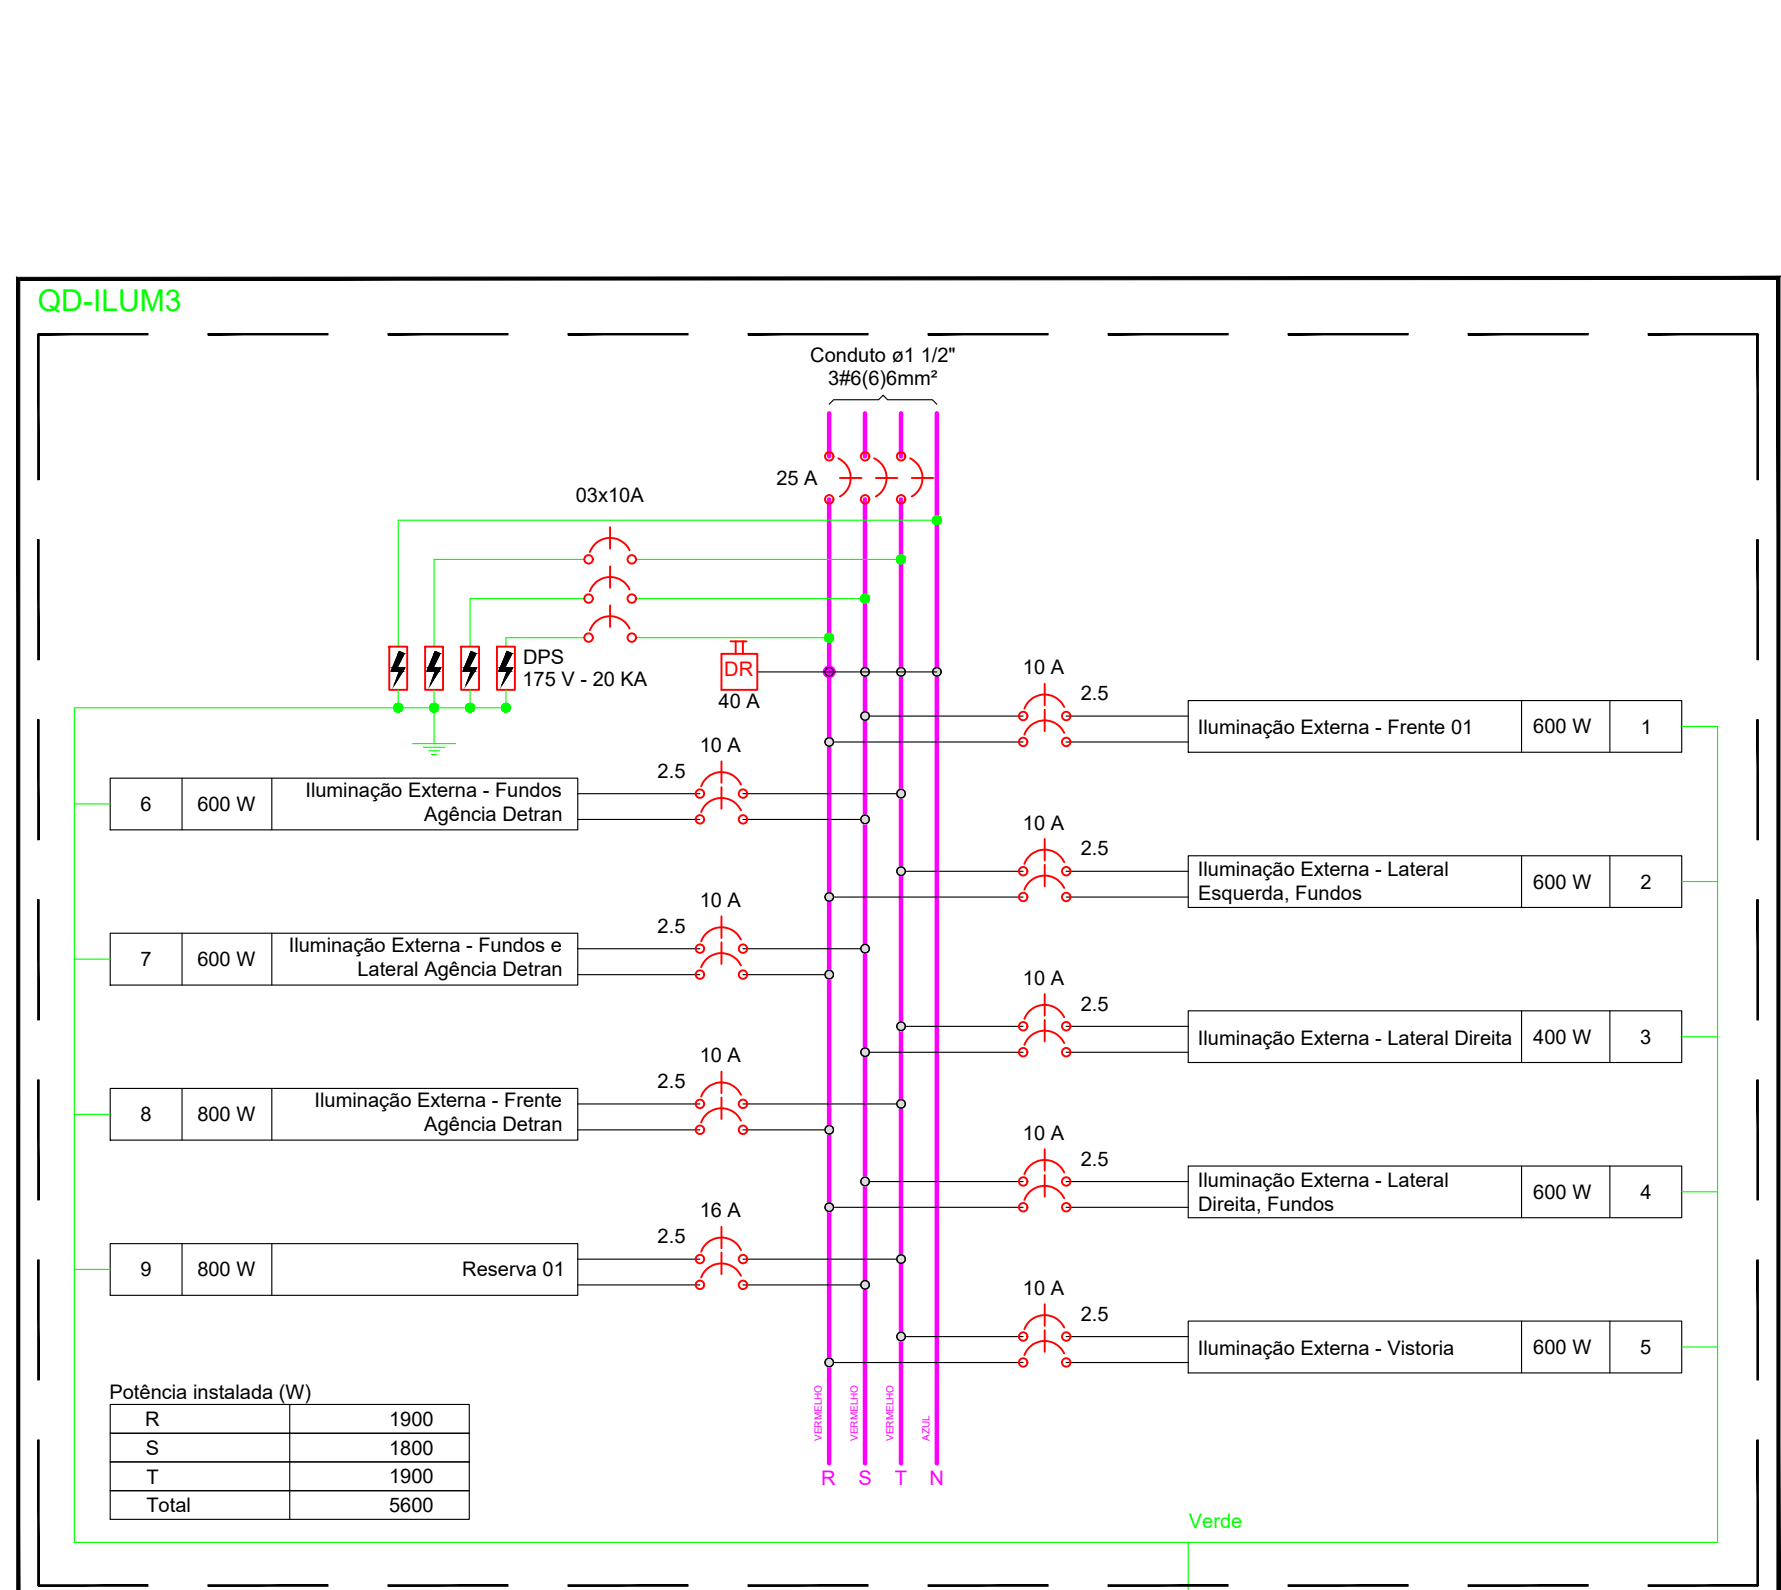 QD-ILUM3
Conduto ø1 1/2"
3#6(6)6mm²
25 A
03x10A
DPS
175 V - 20 KA
DR
40 A
10 A
2.5
Iluminação Externa - Frente 01 600 W 1
10 A
2.5
6 600 W Iluminação Externa - Fundos
Agência Detran
10 A
2.5
Iluminação Externa - Lateral
Esquerda, Fundos 600 W 2
10 A
2.5
7 600 W Iluminação Externa - Fundos e
Lateral Agência Detran
10 A
2.5
Iluminação Externa - Lateral Direita 400 W 3
10 A
2.5
8 800 W Iluminação Externa - Frente
Agência Detran
10 A
2.5
Iluminação Externa - Lateral
Direita, Fundos 600 W 4
16 A
2.5
9 800 W Reserva 01
10 A
2.5
Iluminação Externa - Vistoria 600 W 5
Potência instalada (W)
R 1900
S 1800
T 1900
Total 5600
VERMELHO
VERMELHO
VERMELHO
AZUL
R S T N
Verde